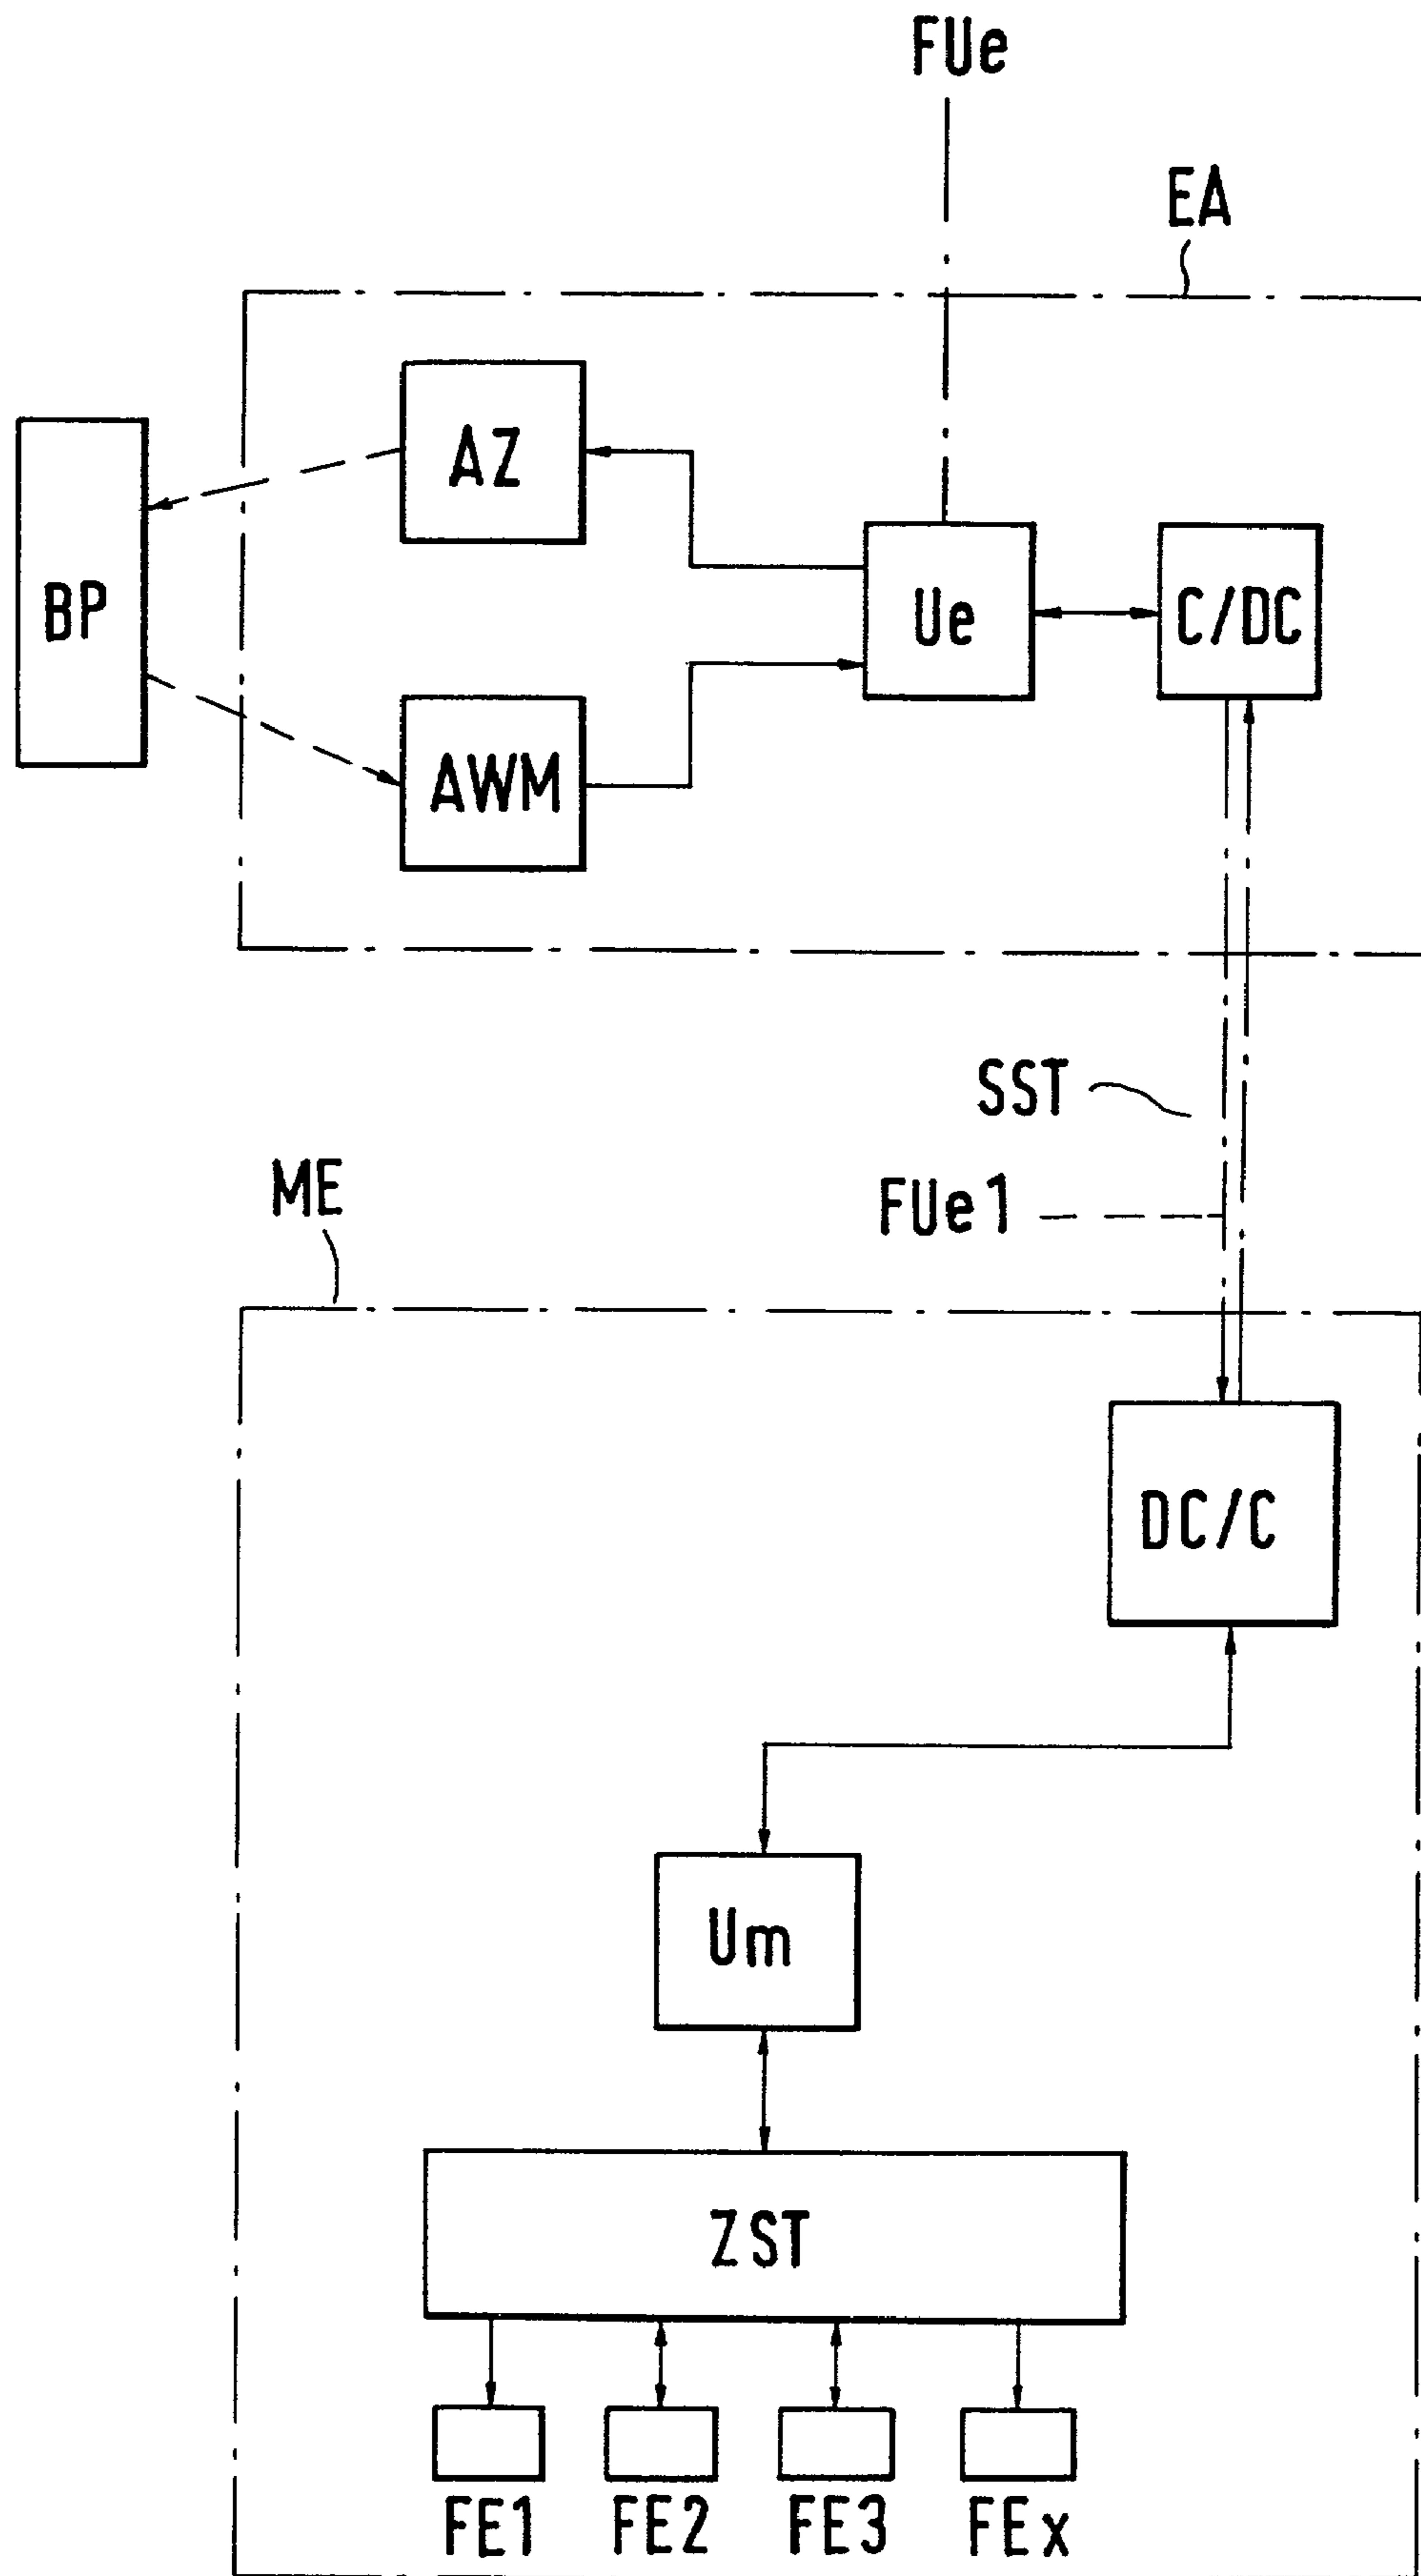 FUe
EA
AZ
BP
Ue
C/DC
AWM
SST
ME
FUe1
DC/C
Um
ZST
FE1 FE2 FE3 FEx